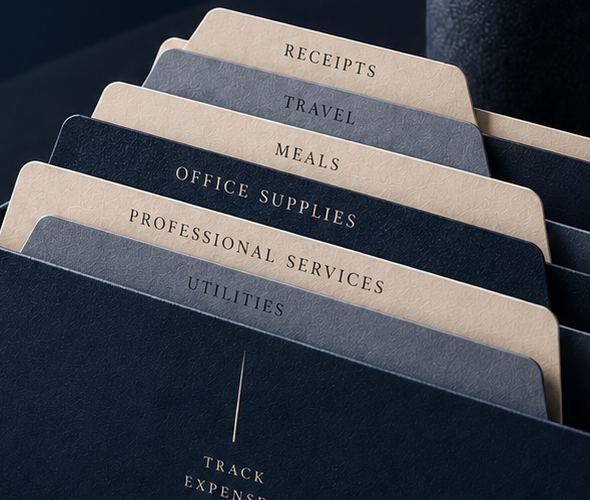 RECEIPTS
TRAVEL
MEALS
OFFICE SUPPLIES
PROFESSIONAL SERVICES
UTILITIES
TRACK